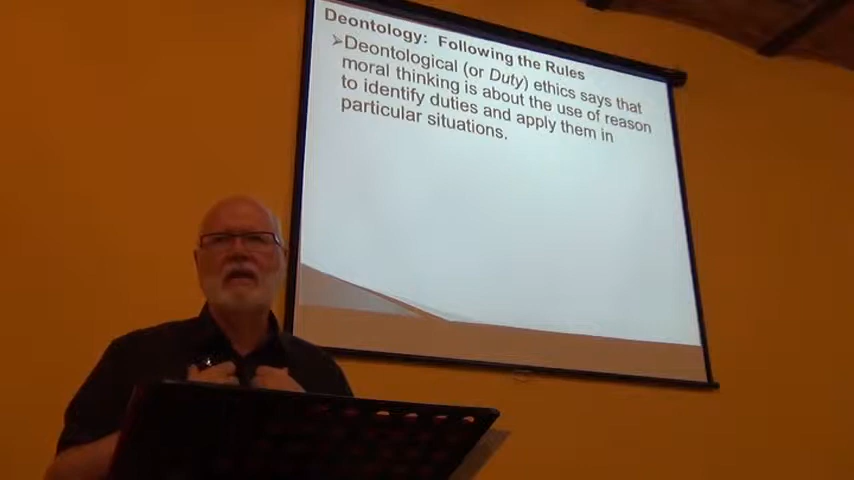 Deontology:  Following the Rules
➢Deontological (or Duty) ethics says that
moral thinking is about the use of reason
to identify duties and apply them in
particular situations.